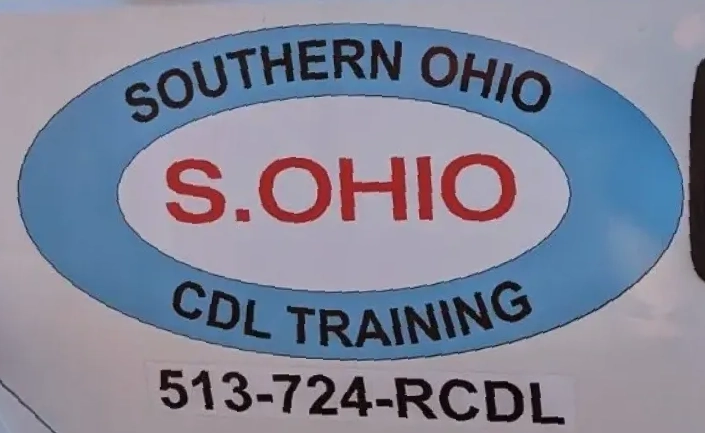 SOUTHERN OHIO
S.OHIO
CDL TRAINING
513-724-RCDL